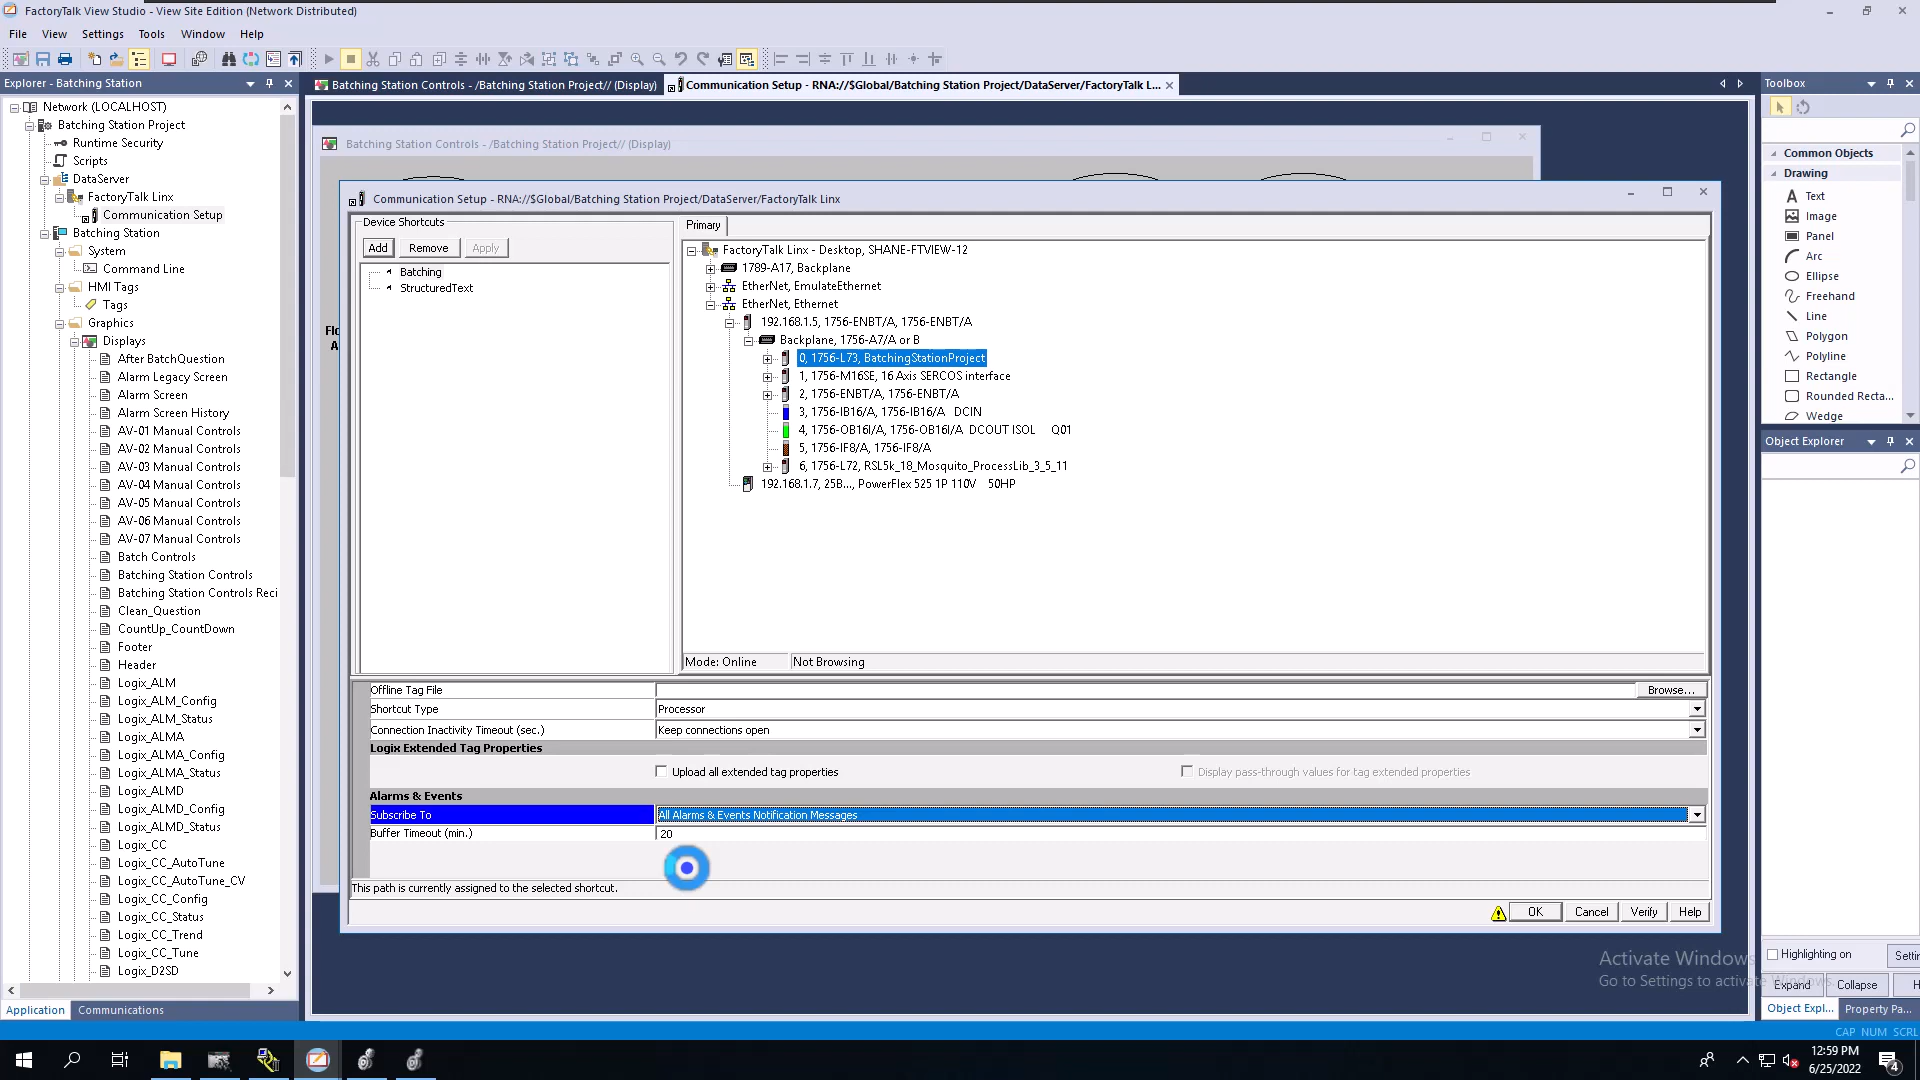 FactoryTalk View Studio - View Site Edition (Network Distributed)
File View Settings Tools Window Help
Explorer - Batching Station
Network (LOCALHOST)
Batching Station Project
Runtime Security
Scripts
DataServer
FactoryTalk Linx
Communication Setup
Batching Station
System
Command Line
HMI Tags
Tags
Graphics
Displays
After BatchQuestion
Alarm Legacy Screen
Alarm Screen
Alarm Screen History
AV-01 Manual Controls
AV-02 Manual Controls
AV-03 Manual Controls
AV-04 Manual Controls
AV-05 Manual Controls
AV-06 Manual Controls
AV-07 Manual Controls
Batch Controls
Batching Station Controls
Batching Station Controls Reci
Clean_Question
CountUp_CountDown
Footer
Header
Logix_ALM
Logix_ALM_Config
Logix_ALM_Status
Logix_ALMA
Logix_ALMA_Config
Logix_ALMA_Status
Logix_ALMD
Logix_ALMD_Config
Logix_ALMD_Status
Logix_CC
Logix_CC_AutoTune
Logix_CC_AutoTune_CV
Logix_CC_Config
Logix_CC_Status
Logix_CC_Trend
Logix_CC_Tune
Logix_D2SD
Application Communications
Batching Station Controls - /Batching Station Project// (Display)
Communication Setup - RNA://$Global/Batching Station Project/DataServer/FactoryTalk L...
Batching Station Controls - /Batching Station Project// (Display)
Flo
A
Communication Setup - RNA://$Global/Batching Station Project/DataServer/FactoryTalk Linx
Device Shortcuts
Add Remove Apply
Batching
StructuredText
Primary
FactoryTalk Linx - Desktop, SHANE-FTVIEW-12
1789-A17, Backplane
EtherNet, EmulateEthernet
EtherNet, Ethernet
192.168.1.5, 1756-ENBT/A, 1756-ENBT/A
Backplane, 1756-A7/A or B
0, 1756-L73, BatchingStationProject
1, 1756-M16SE, 16 Axis SERCOS interface
2, 1756-ENBT/A, 1756-ENBT/A
3, 1756-IB16/A, 1756-IB16/A DCIN
4, 1756-OB16I/A, 1756-OB16I/A DCOUT ISOL Q01
5, 1756-IF8/A, 1756-IF8/A
6, 1756-L72, RSL5k_18_Mosquito_ProcessLib_3_5_11
192.168.1.7, 25B..., PowerFlex 525 1P 110V 50HP
Mode: Online Not Browsing
Offline Tag File Browse...
Shortcut Type Processor
Connection Inactivity Timeout (sec.) Keep connections open
Logix Extended Tag Properties
Upload all extended tag properties Display pass-through values for tag extended properties
Alarms & Events
Subscribe To All Alarms & Events Notification Messages
Buffer Timeout (min.) 20
This path is currently assigned to the selected shortcut.
OK Cancel Verify Help
Toolbox
Common Objects
Drawing
Text
Image
Panel
Arc
Ellipse
Freehand
Line
Polygon
Polyline
Rectangle
Rounded Recta...
Wedge
Object Explorer
Highlighting on Settin
Expand Collapse H
Object Expl... Property Pa...
Activate Windows
Go to Settings to activate Windows.
CAP NUM SCRL
12:59 PM
6/25/2022
4